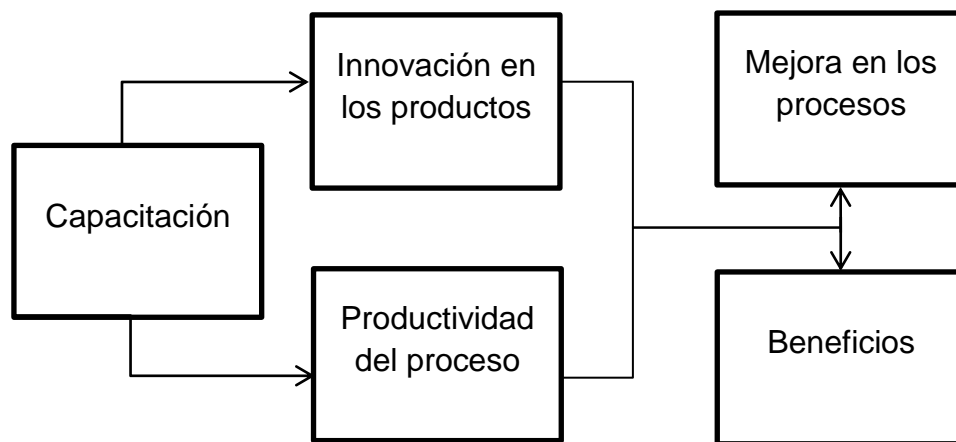 Capacitación
Innovación en
los productos
Productividad
del proceso
Mejora en los
procesos
Beneficios